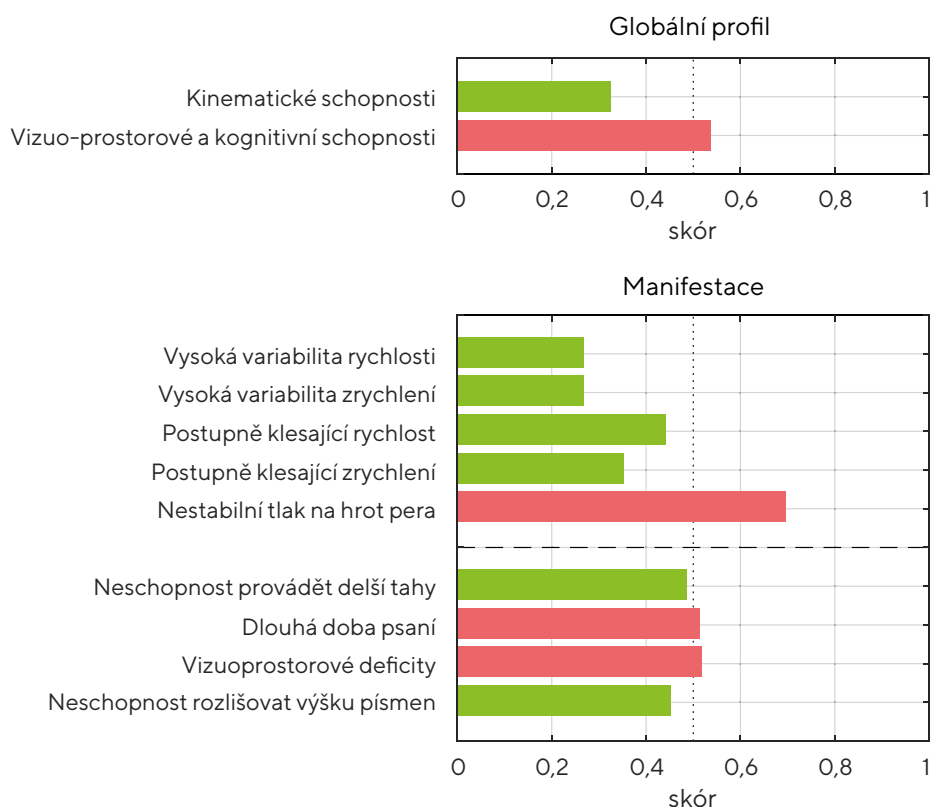 Globální profil
Kinematické schopnosti
Vizuo-prostorové a kognitivní schopnosti
0 0,2 0,4 0,6 0,8 1
skór
Manifestace
Vysoká variabilita rychlosti
Vysoká variabilita zrychlení
Postupně klesající rychlost
Postupně klesající zrychlení
Nestabilní tlak na hrot pera
Neschopnost provádět delší tahy
Dlouhá doba psaní
Vizuoprostorové deficity
Neschopnost rozlišovat výšku písmen
0 0,2 0,4 0,6 0,8 1
skór